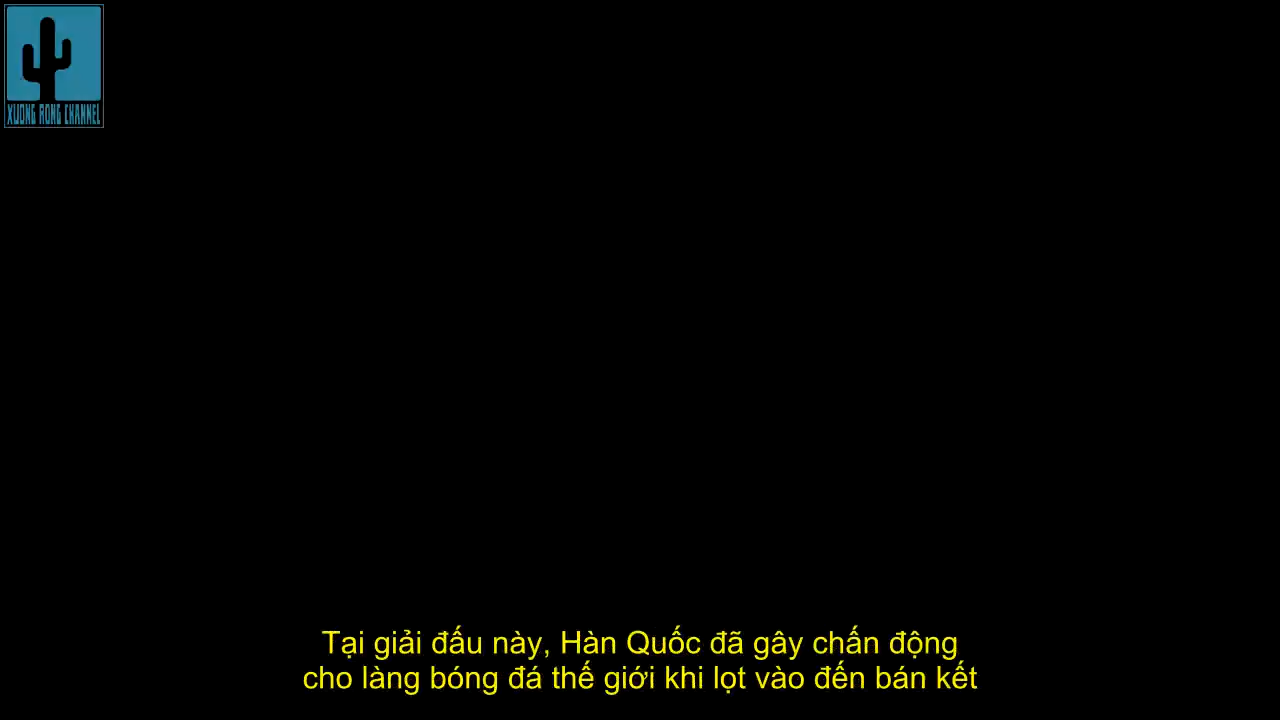 XUONG RONG CHANNEL
Tại giải đấu này, Hàn Quốc đã gây chấn động
cho làng bóng đá thế giới khi lọt vào đến bán kết